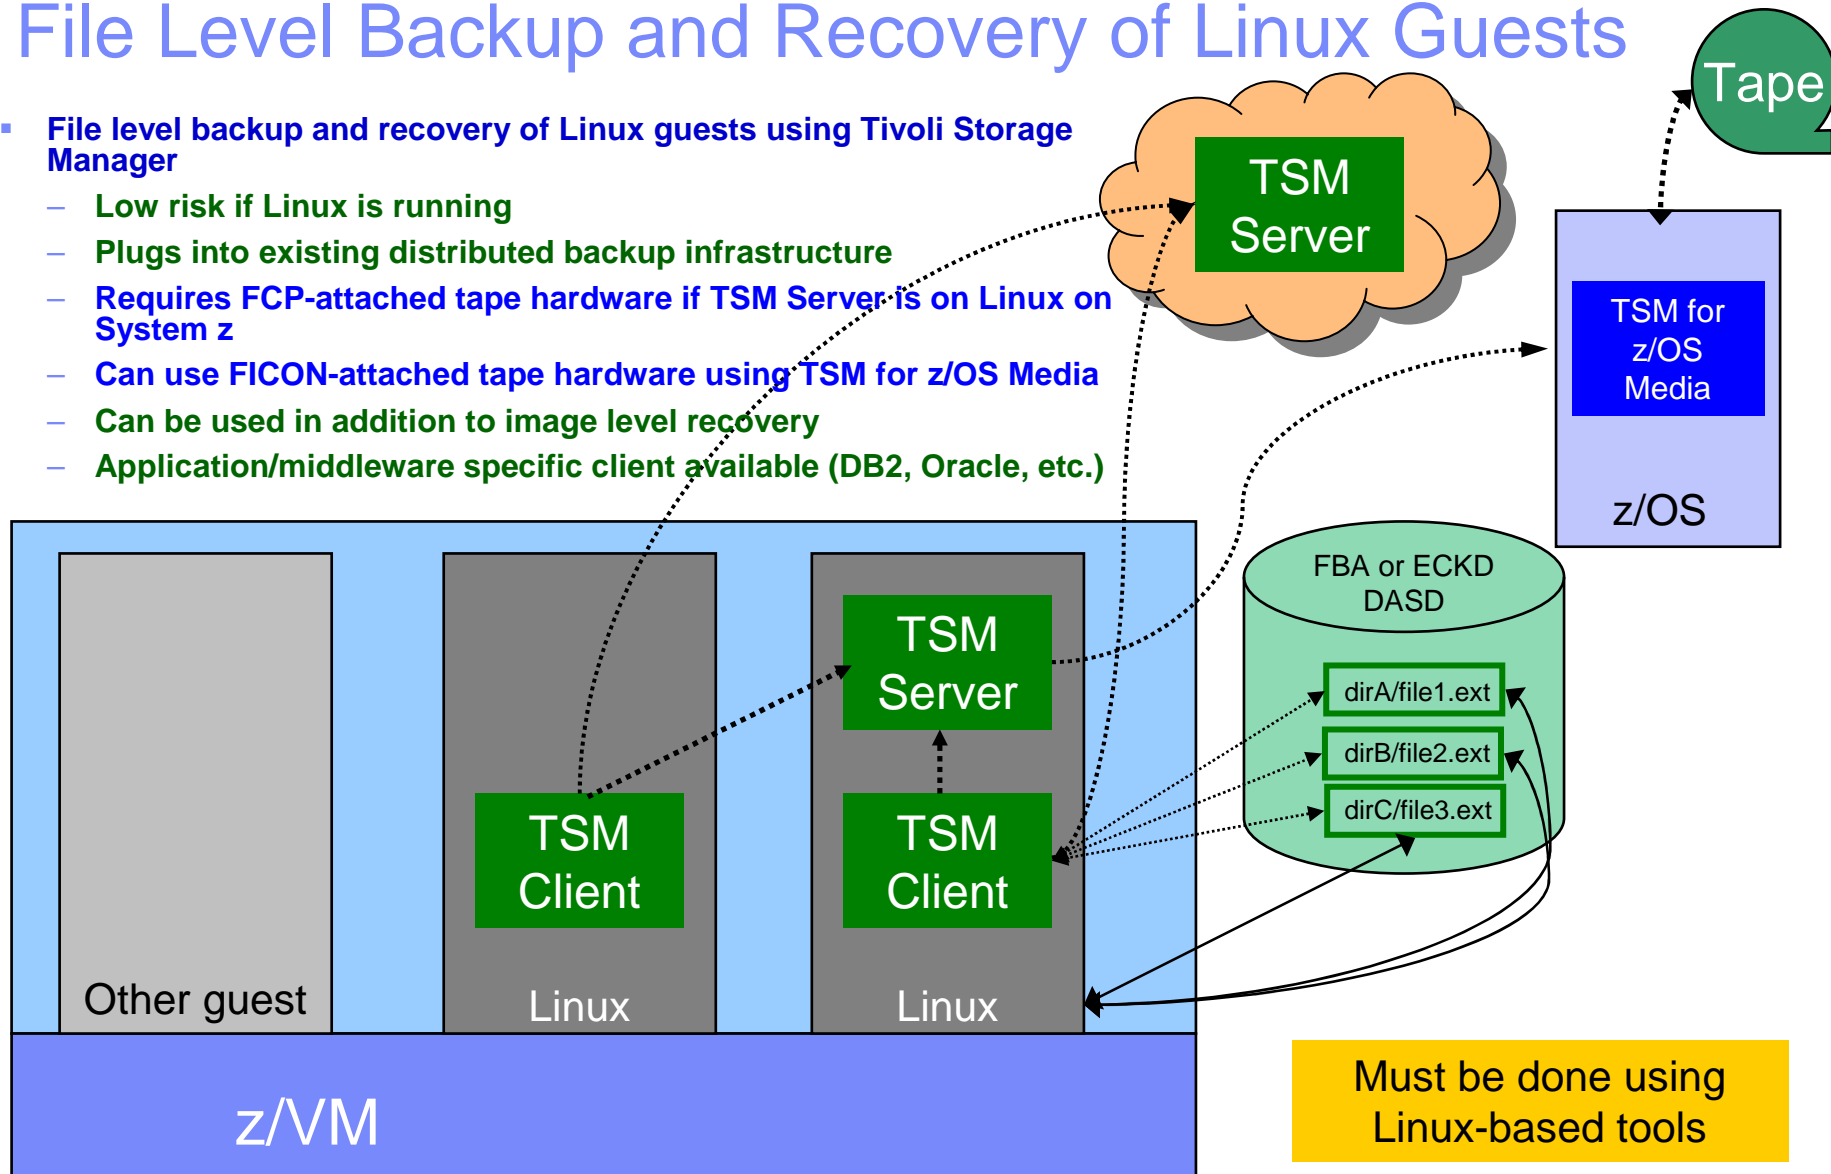 File Level Backup and Recovery of Linux Guests
Tape
▪ File level backup and recovery of Linux guests using Tivoli Storage
Manager
– Low risk if Linux is running
– Plugs into existing distributed backup infrastructure
– Requires FCP-attached tape hardware if TSM Server is on Linux on
System z
– Can use FICON-attached tape hardware using TSM for z/OS Media
– Can be used in addition to image level recovery
– Application/middleware specific client available (DB2, Oracle, etc.)
TSM
Server
TSM for
z/OS
Media
z/OS
FBA or ECKD
DASD
dirA/file1.ext
dirB/file2.ext
dirC/file3.ext
TSM
Server
TSM
Client
TSM
Client
Other guest
Linux
Linux
z/VM
Must be done using
Linux-based tools